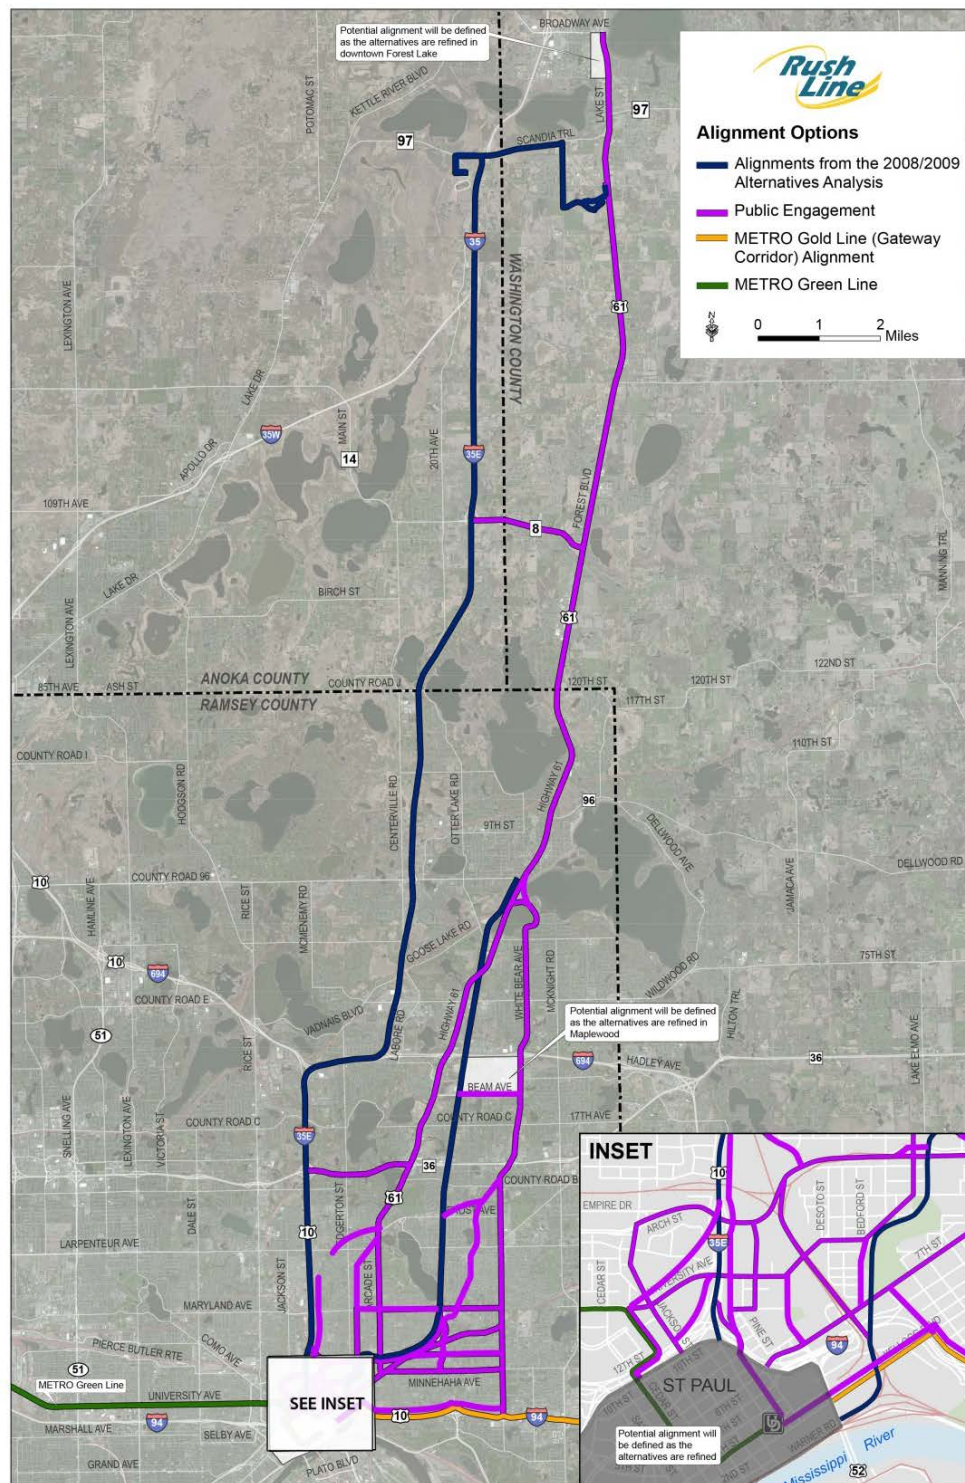 BROADWAY AVE
Potential alignment will be defined
as the alternatives are refined in
downtown Forest Lake
Rush
Line
Alignment Options
Alignments from the 2008/2009
Alternatives Analysis
Public Engagement
METRO Gold Line (Gateway
Corridor) Alignment
METRO Green Line
N
0 1 2
Miles
POTOMAC ST
KETTLE RIVER BLVD
LAKE ST
97
97
SCANDIA TRL
35
WASHINGTON COUNTY
61
LEXINGTON AVE
LAKE DR
35W
MAIN ST
14
APOLLO DR
20TH AVE
35E
109TH AVE
8
FOREST BLVD
MANNING TRL
LAKE DR
BIRCH ST
LEXINGTON AVE
61
122ND ST
ANOKA COUNTY
85TH AVE
ASH ST
COUNTY ROAD J
120TH ST
120TH ST
RAMSEY COUNTY
117TH ST
110TH ST
COUNTY ROAD I
HODGSON RD
CENTERVILLE RD
OTTER LAKE RD
HIGHWAY 61
96
9TH ST
DELLWOOD AVE
DELLWOOD RD
10
COUNTY ROAD 96
HAMLINE AVE
RICE ST
MCMENEMY RD
JAMACA AVE
GOOSE LAKE RD
WHITE BEAR AVE
MCKNIGHT RD
WILDWOOD RD
75TH ST
10
694
COUNTY ROAD E
VADNAIS BLVD
LABORE RD
HIGHWAY 61
Potential alignment will be defined
as the alternatives are refined in
Maplewood
HILTON TRL
LAKE ELMO AVE
51
RICE ST
694
HADLEY AVE
36
BEAM AVE
SNELLING AVE
LEXINGTON AVE
VICTORIA ST
COUNTY ROAD C
COUNTY ROAD C
17TH AVE
35E
36
COUNTY ROAD B
61
DALE ST
EDGERTON ST
FROST AVE
LARPENTEUR AVE
10
JACKSON ST
ARCADE ST
MARYLAND AVE
COMO AVE
PIERCE BUTLER RTE
51
METRO Green Line
UNIVERSITY AVE
SEE INSET
MINNEHAHA AVE
MARSHALL AVE
94
SELBY AVE
10
94
GRAND AVE
PLATO BLVD
INSET
10
EMPIRE DR
ARCH ST
35E
DESOTO ST
BEDFORD ST
7TH ST
CEDAR ST
UNIVERSITY AVE
JACKSON ST
PINE ST
94
12TH ST
10TH ST
10TH ST
CEDAR ST
ST PAUL
6TH ST
5TH ST
2ND ST
WARNER RD
Potential alignment will
be defined as the
alternatives are refined
Mississippi River
52